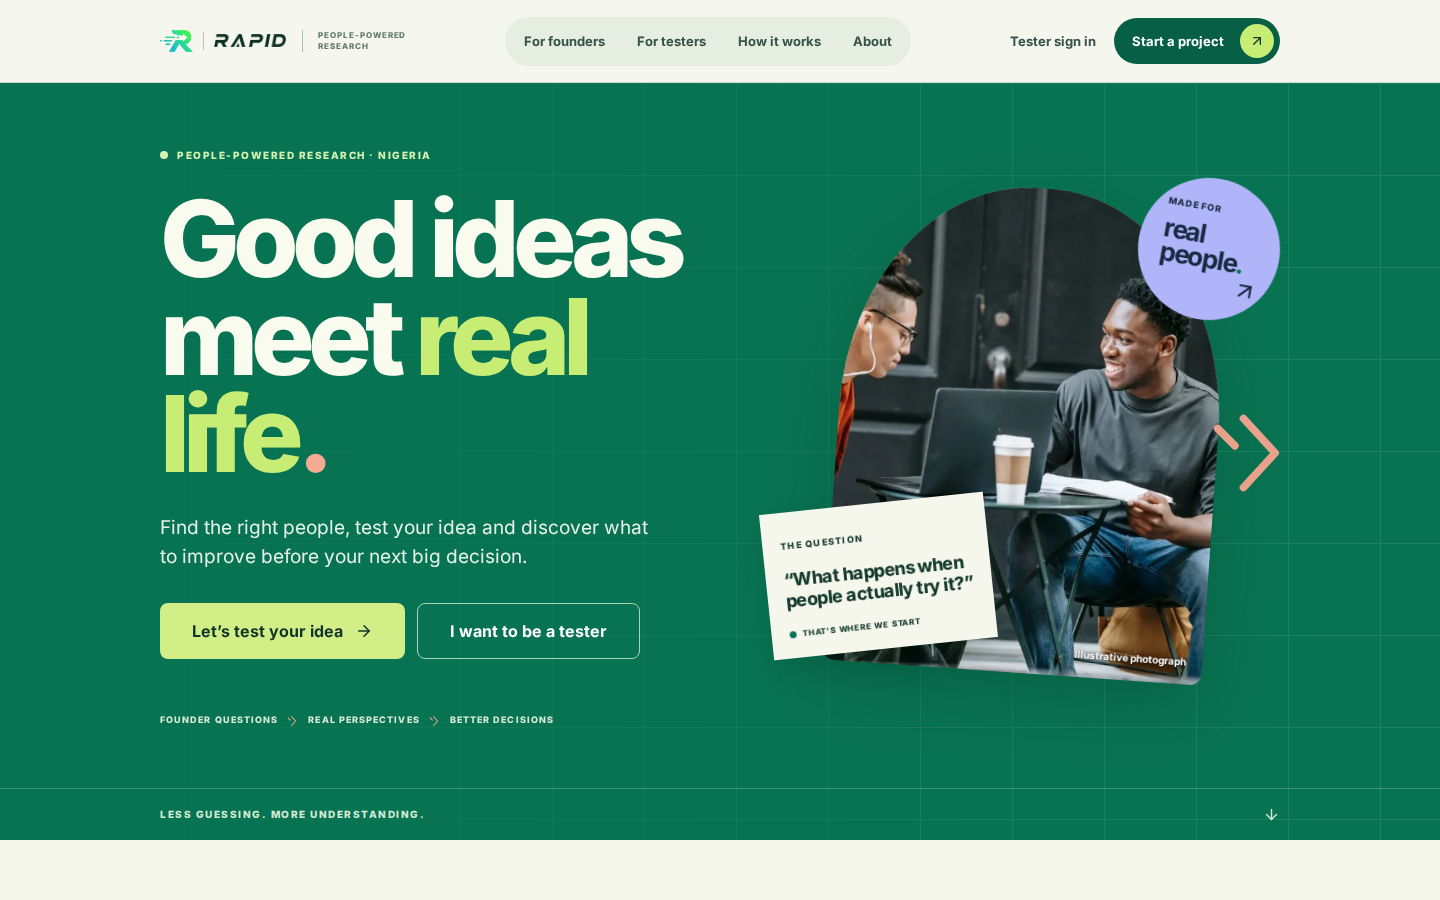 RAPID
PEOPLE-POWERED
RESEARCH
For founders
For testers
How it works
About
Tester sign in
Start a project
PEOPLE-POWERED RESEARCH · NIGERIA
Good ideas
meet real
life.
Find the right people, test your idea and discover what
to improve before your next big decision.
Let’s test your idea
I want to be a tester
FOUNDER QUESTIONS
REAL PERSPECTIVES
BETTER DECISIONS
MADE FOR
real
people.
THE QUESTION
“What happens when
people actually try it?”
THAT’S WHERE WE START
Illustrative photograph
LESS GUESSING. MORE UNDERSTANDING.